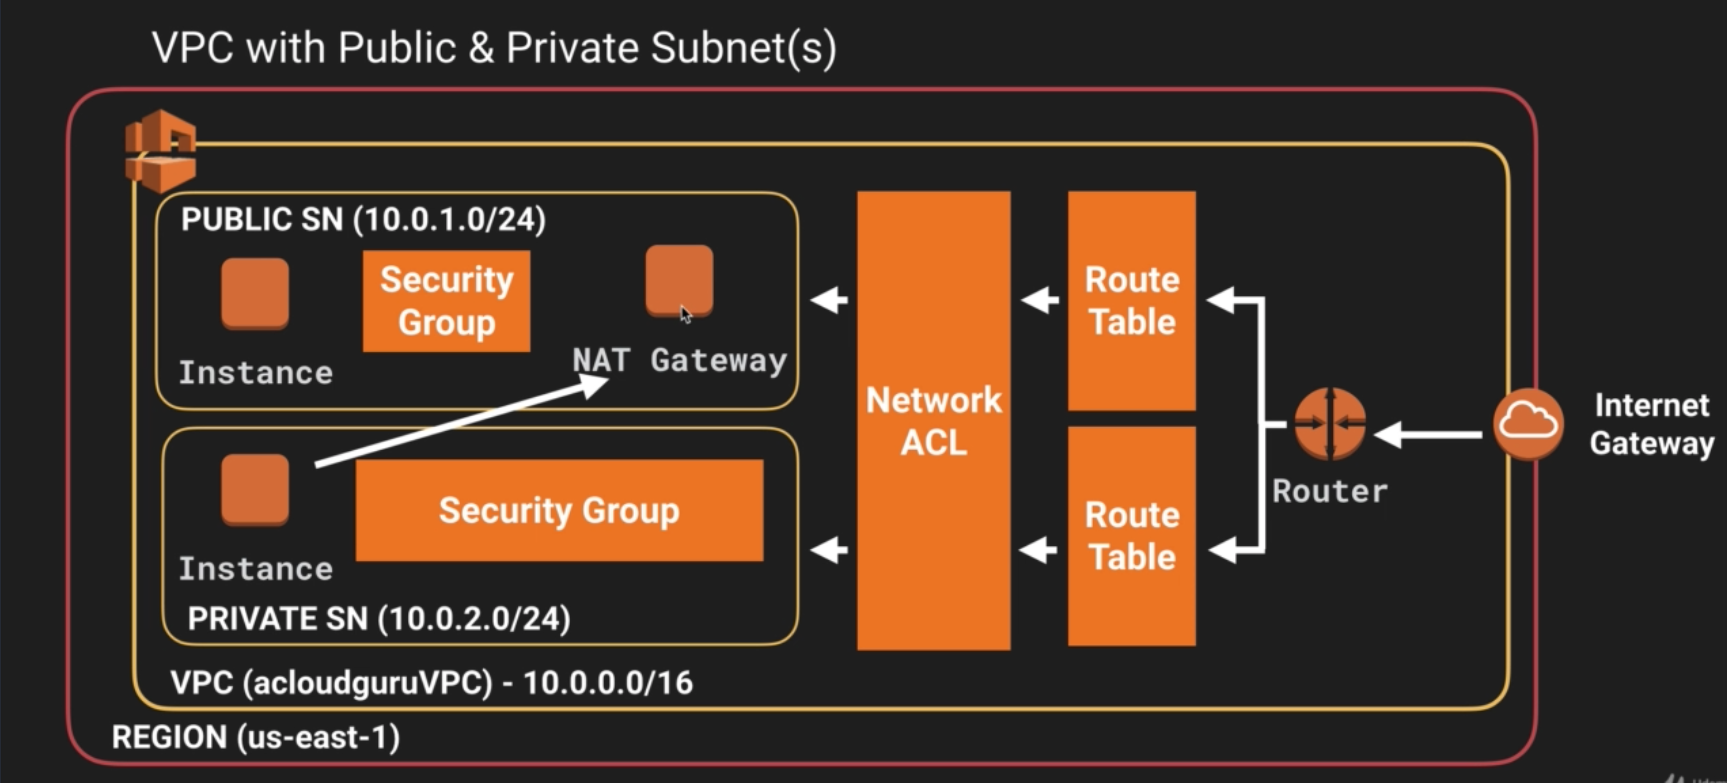 VPC with Public & Private Subnet(s)
PUBLIC SN (10.0.1.0/24)
Security
Group
Instance
NAT Gateway
Security Group
Instance
PRIVATE SN (10.0.2.0/24)
VPC (acloudguruVPC) - 10.0.0.0/16
REGION (us-east-1)
Network
ACL
Route
Table
Route
Table
Router
Internet
Gateway